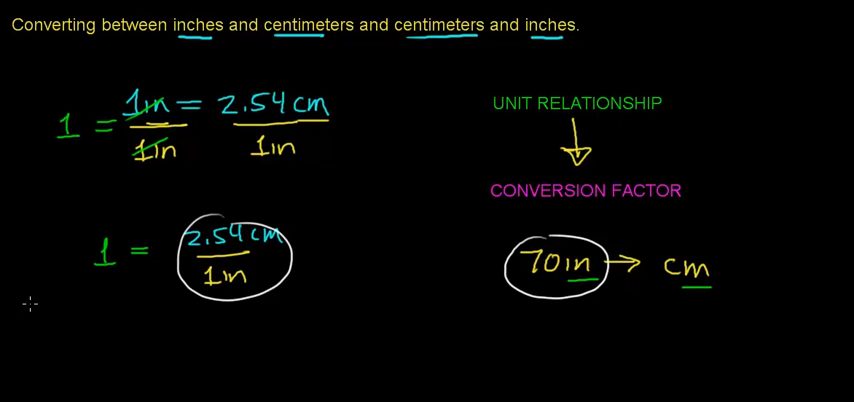 Converting between inches and centimeters and centimeters and inches.
1 = 1in = 2.54cm
1in 1in
UNIT RELATIONSHIP
CONVERSION FACTOR
1 = 2.54cm
1in
70in → cm